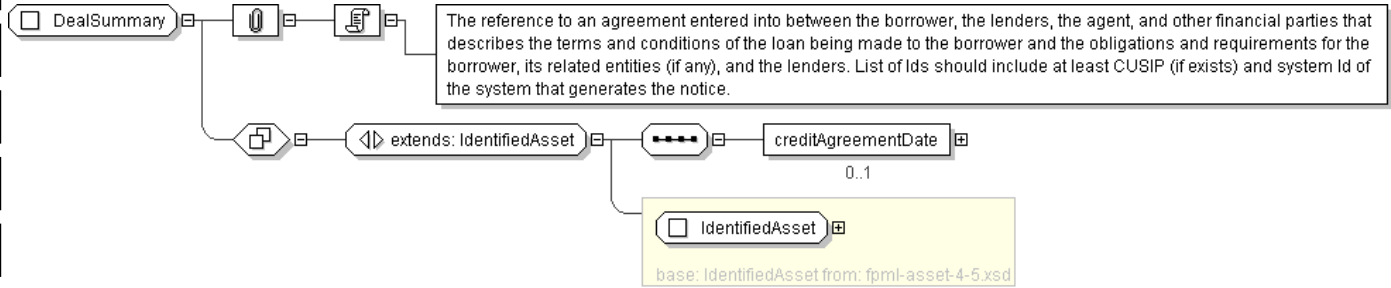 DealSummary
The reference to an agreement entered into between the borrower, the lenders, the agent, and other financial parties that
describes the terms and conditions of the loan being made to the borrower and the obligations and requirements for the
borrower, its related entities (if any), and the lenders. List of Ids should include at least CUSIP (if exists) and system Id of
the system that generates the notice.
extends: IdentifiedAsset
creditAgreementDate
0..1
IdentifiedAsset
base: IdentifiedAsset from: fpml-asset-4-5.xsd